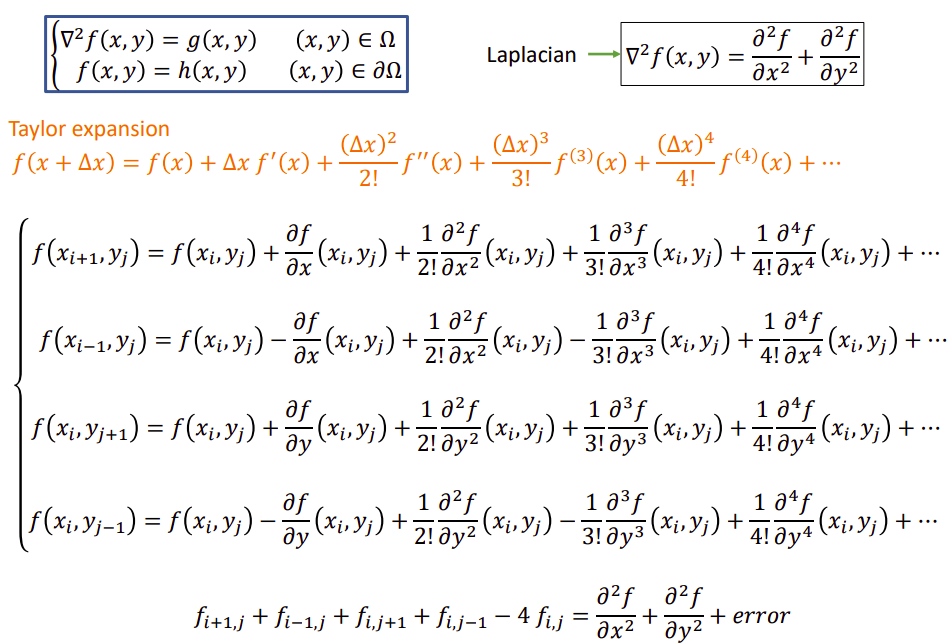 ∇²f(x, y) = g(x, y) (x, y) ∈ Ω
f(x, y) = h(x, y) (x, y) ∈ ∂Ω
Laplacian → ∇²f(x, y) = ∂²f/∂x² + ∂²f/∂y²
Taylor expansion
f(x + Δx) = f(x) + Δx f′(x) + (Δx)²/2! f′′(x) + (Δx)³/3! f⁽³⁾(x) + (Δx)⁴/4! f⁽⁴⁾(x) + ⋯
f(xᵢ₊₁, yⱼ) = f(xᵢ, yⱼ) + ∂f/∂x (xᵢ, yⱼ) + 1/2! ∂²f/∂x² (xᵢ, yⱼ) + 1/3! ∂³f/∂x³ (xᵢ, yⱼ) + 1/4! ∂⁴f/∂x⁴ (xᵢ, yⱼ) + ⋯
f(xᵢ₋₁, yⱼ) = f(xᵢ, yⱼ) − ∂f/∂x (xᵢ, yⱼ) + 1/2! ∂²f/∂x² (xᵢ, yⱼ) − 1/3! ∂³f/∂x³ (xᵢ, yⱼ) + 1/4! ∂⁴f/∂x⁴ (xᵢ, yⱼ) + ⋯
f(xᵢ, yⱼ₊₁) = f(xᵢ, yⱼ) + ∂f/∂y (xᵢ, yⱼ) + 1/2! ∂²f/∂y² (xᵢ, yⱼ) + 1/3! ∂³f/∂y³ (xᵢ, yⱼ) + 1/4! ∂⁴f/∂y⁴ (xᵢ, yⱼ) + ⋯
f(xᵢ, yⱼ₋₁) = f(xᵢ, yⱼ) − ∂f/∂y (xᵢ, yⱼ) + 1/2! ∂²f/∂y² (xᵢ, yⱼ) − 1/3! ∂³f/∂y³ (xᵢ, yⱼ) + 1/4! ∂⁴f/∂y⁴ (xᵢ, yⱼ) + ⋯
fᵢ₊₁,ⱼ + fᵢ₋₁,ⱼ + fᵢ,ⱼ₊₁ + fᵢ,ⱼ₋₁ − 4 fᵢ,ⱼ = ∂²f/∂x² + ∂²f/∂y² + error